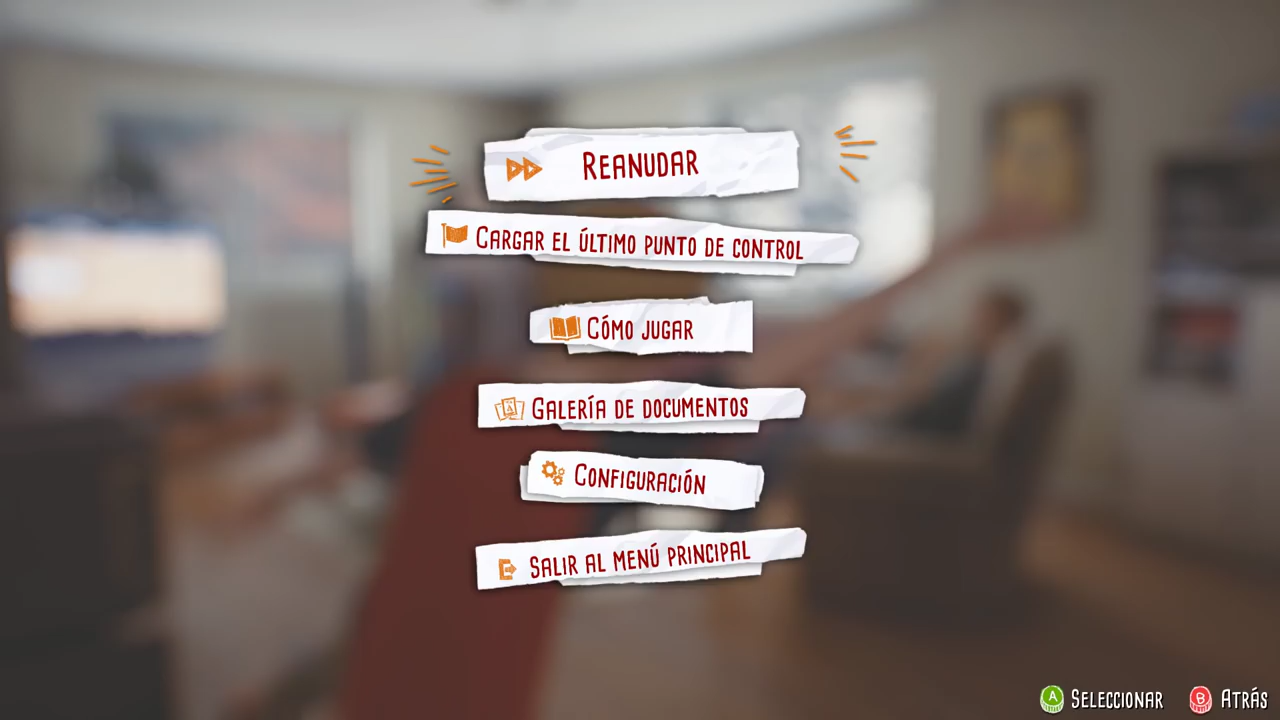 Reanudar
Cargar el último punto de control
Cómo jugar
Galería de documentos
Configuración
Salir al menú principal
A Seleccionar B Atrás